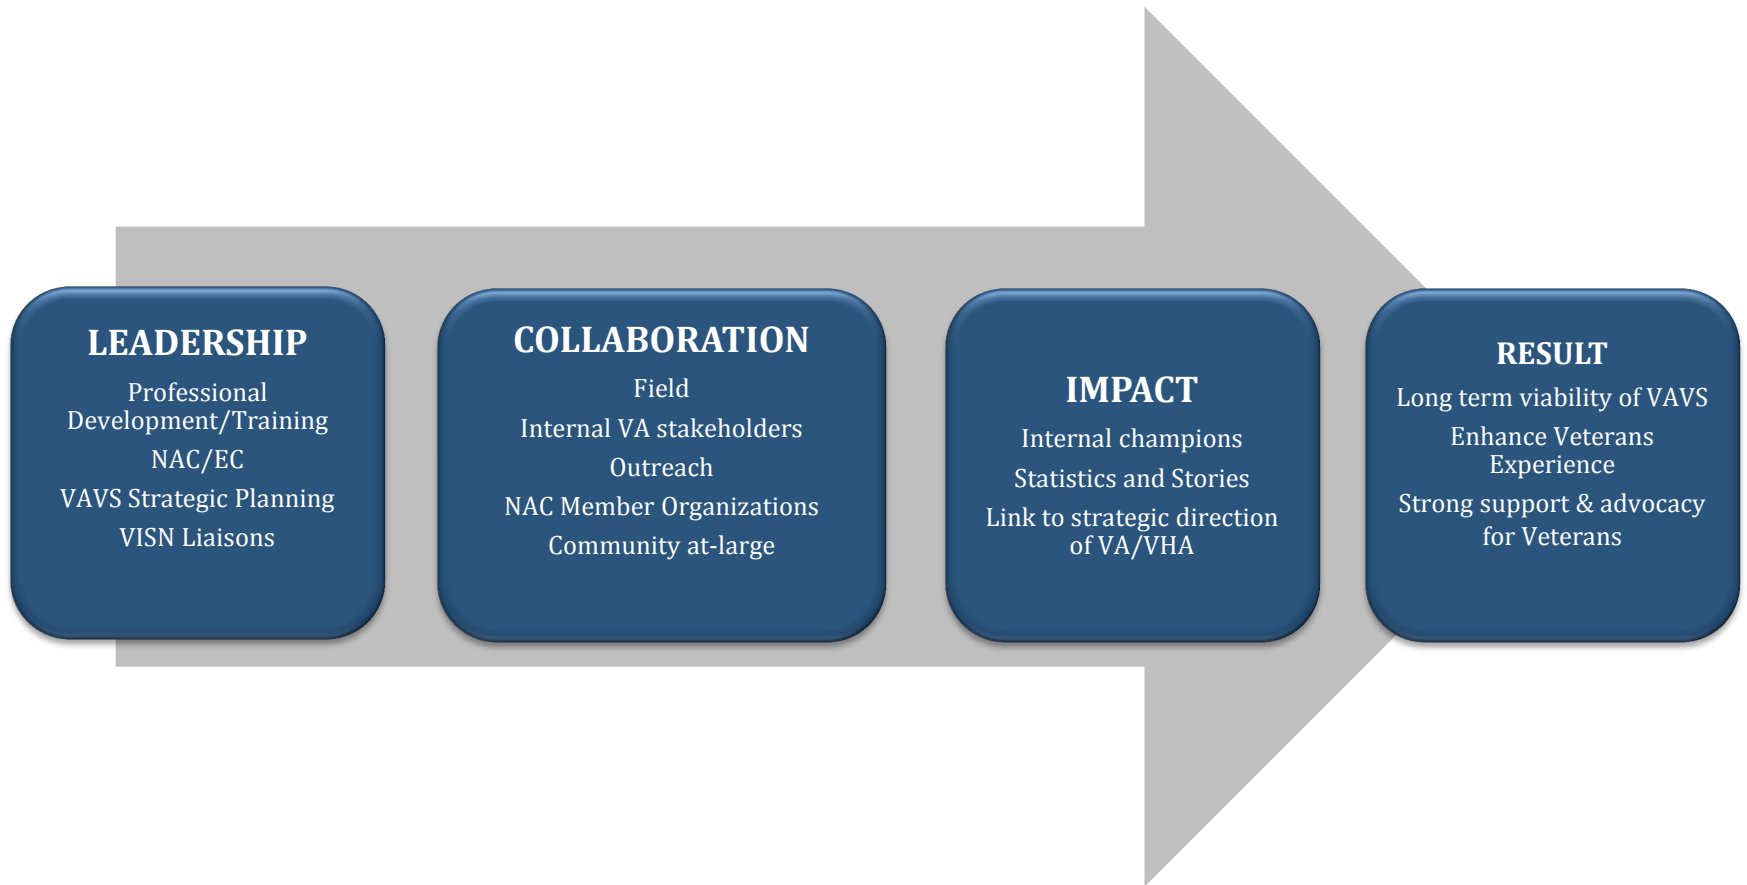 LEADERSHIP
Professional
Development/Training
NAC/EC
VAVS Strategic Planning
VISN Liaisons
COLLABORATION
Field
Internal VA stakeholders
Outreach
NAC Member Organizations
Community at-large
IMPACT
Internal champions
Statistics and Stories
Link to strategic direction
of VA/VHA
RESULT
Long term viability of VAVS
Enhance Veterans
Experience
Strong support & advocacy
for Veterans